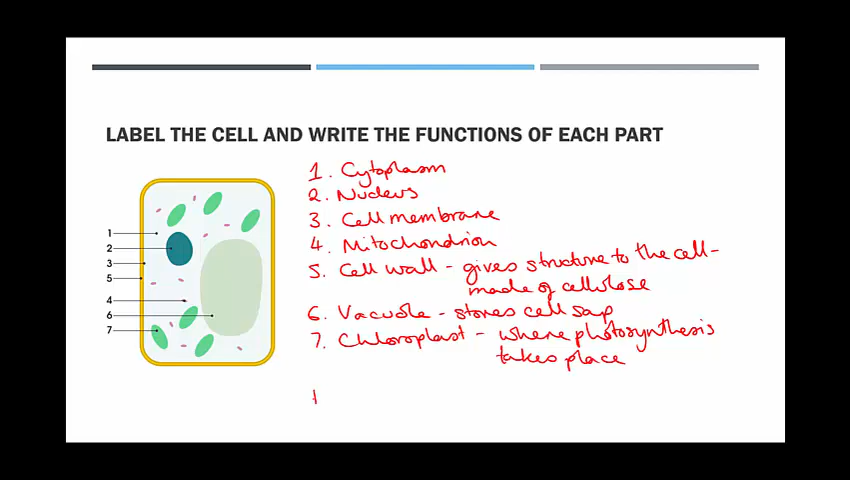 LABEL THE CELL AND WRITE THE FUNCTIONS OF EACH PART
1. Cytoplasm
2. Nucleus
3. Cell membrane
4. Mitochondrion
5. Cell wall - gives structure to the cell -
made of cellulose
6. Vacuole - stores cell sap
7. Chloroplast - where photosynthesis
takes place
1
2
3
5
4
6
7